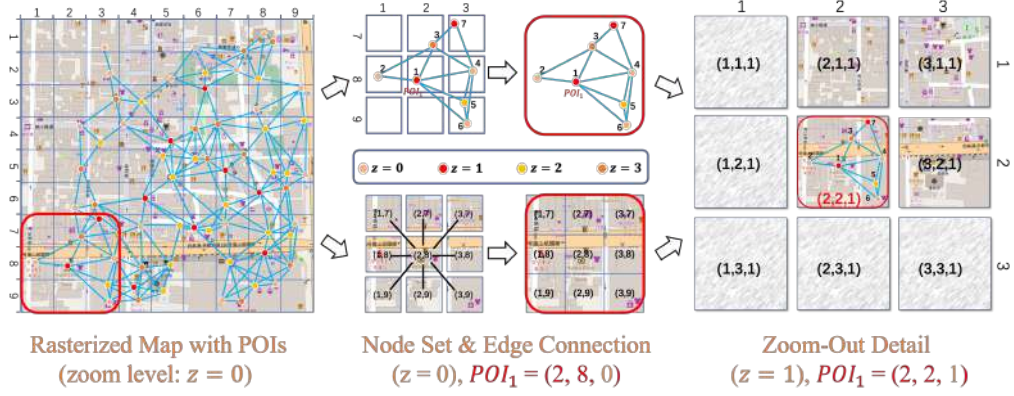 1 2 3 4 5 6 7 8 9
1
2
3
4
5
6
7
8
9
1 2 3
7
8
9
7
3
2
1
4
POI₁
5
6
7
3
2
1
4
POI₁
5
6
z = 0 z = 1 z = 2 z = 3
(1,7) (2,7) (3,7)
(1,8) (2,8) (3,8)
(1,9) (2,9) (3,9)
(1,7) (2,7) (3,7)
(1,8) (2,8) (3,8)
(1,9) (2,9) (3,9)
1 2 3
(1,1,1) (2,1,1) (3,1,1) 1
(1,2,1) (2,2,1) (3,2,1) 2
7
3
1
4
5
6
(1,3,1) (2,3,1) (3,3,1) 3
Rasterized Map with POIs
(zoom level: z = 0)
Node Set & Edge Connection
(z = 0), POI₁ = (2, 8, 0)
Zoom-Out Detail
(z = 1), POI₁ = (2, 2, 1)